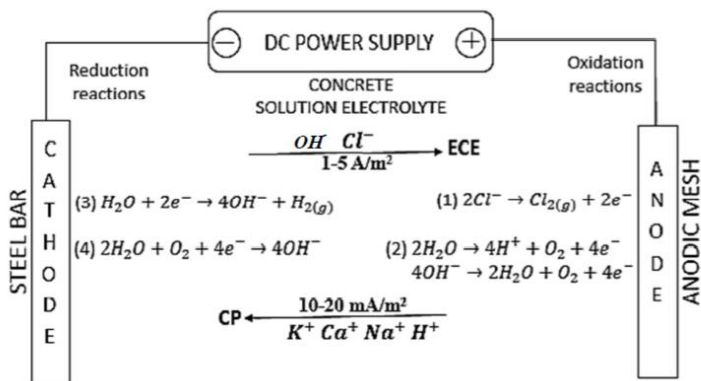 ⊖ DC POWER SUPPLY ⊕
Reduction
reactions
Oxidation
reactions
CONCRETE
SOLUTION ELECTROLYTE
OH Cl⁻
1-5 A/m²
ECE
STEEL BAR
CATHODE
(3) H₂O + 2e⁻ → 4OH⁻ + H₂(g)
(4) 2H₂O + O₂ + 4e⁻ → 4OH⁻
(1) 2Cl⁻ → Cl₂(g) + 2e⁻
(2) 2H₂O → 4H⁺ + O₂ + 4e⁻
4OH⁻ → 2H₂O + O₂ + 4e⁻
ANODE
ANODIC MESH
10-20 mA/m²
CP
K⁺ Ca⁺ Na⁺ H⁺